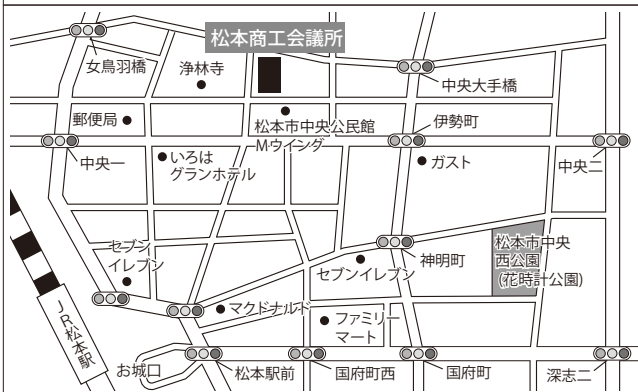 松本商工会議所
女鳥羽橋
浄林寺
中央大手橋
郵便局
松本市中央公民館
Mウイング
伊勢町
中央一
いろは
グランホテル
ガスト
中央二
セブン
イレブン
セブンイレブン
神明町
松本市中央
西公園
(花時計公園)
JR松本駅
マクドナルド
ファミリー
マート
お城口
松本駅前
国府町西
国府町
深志二